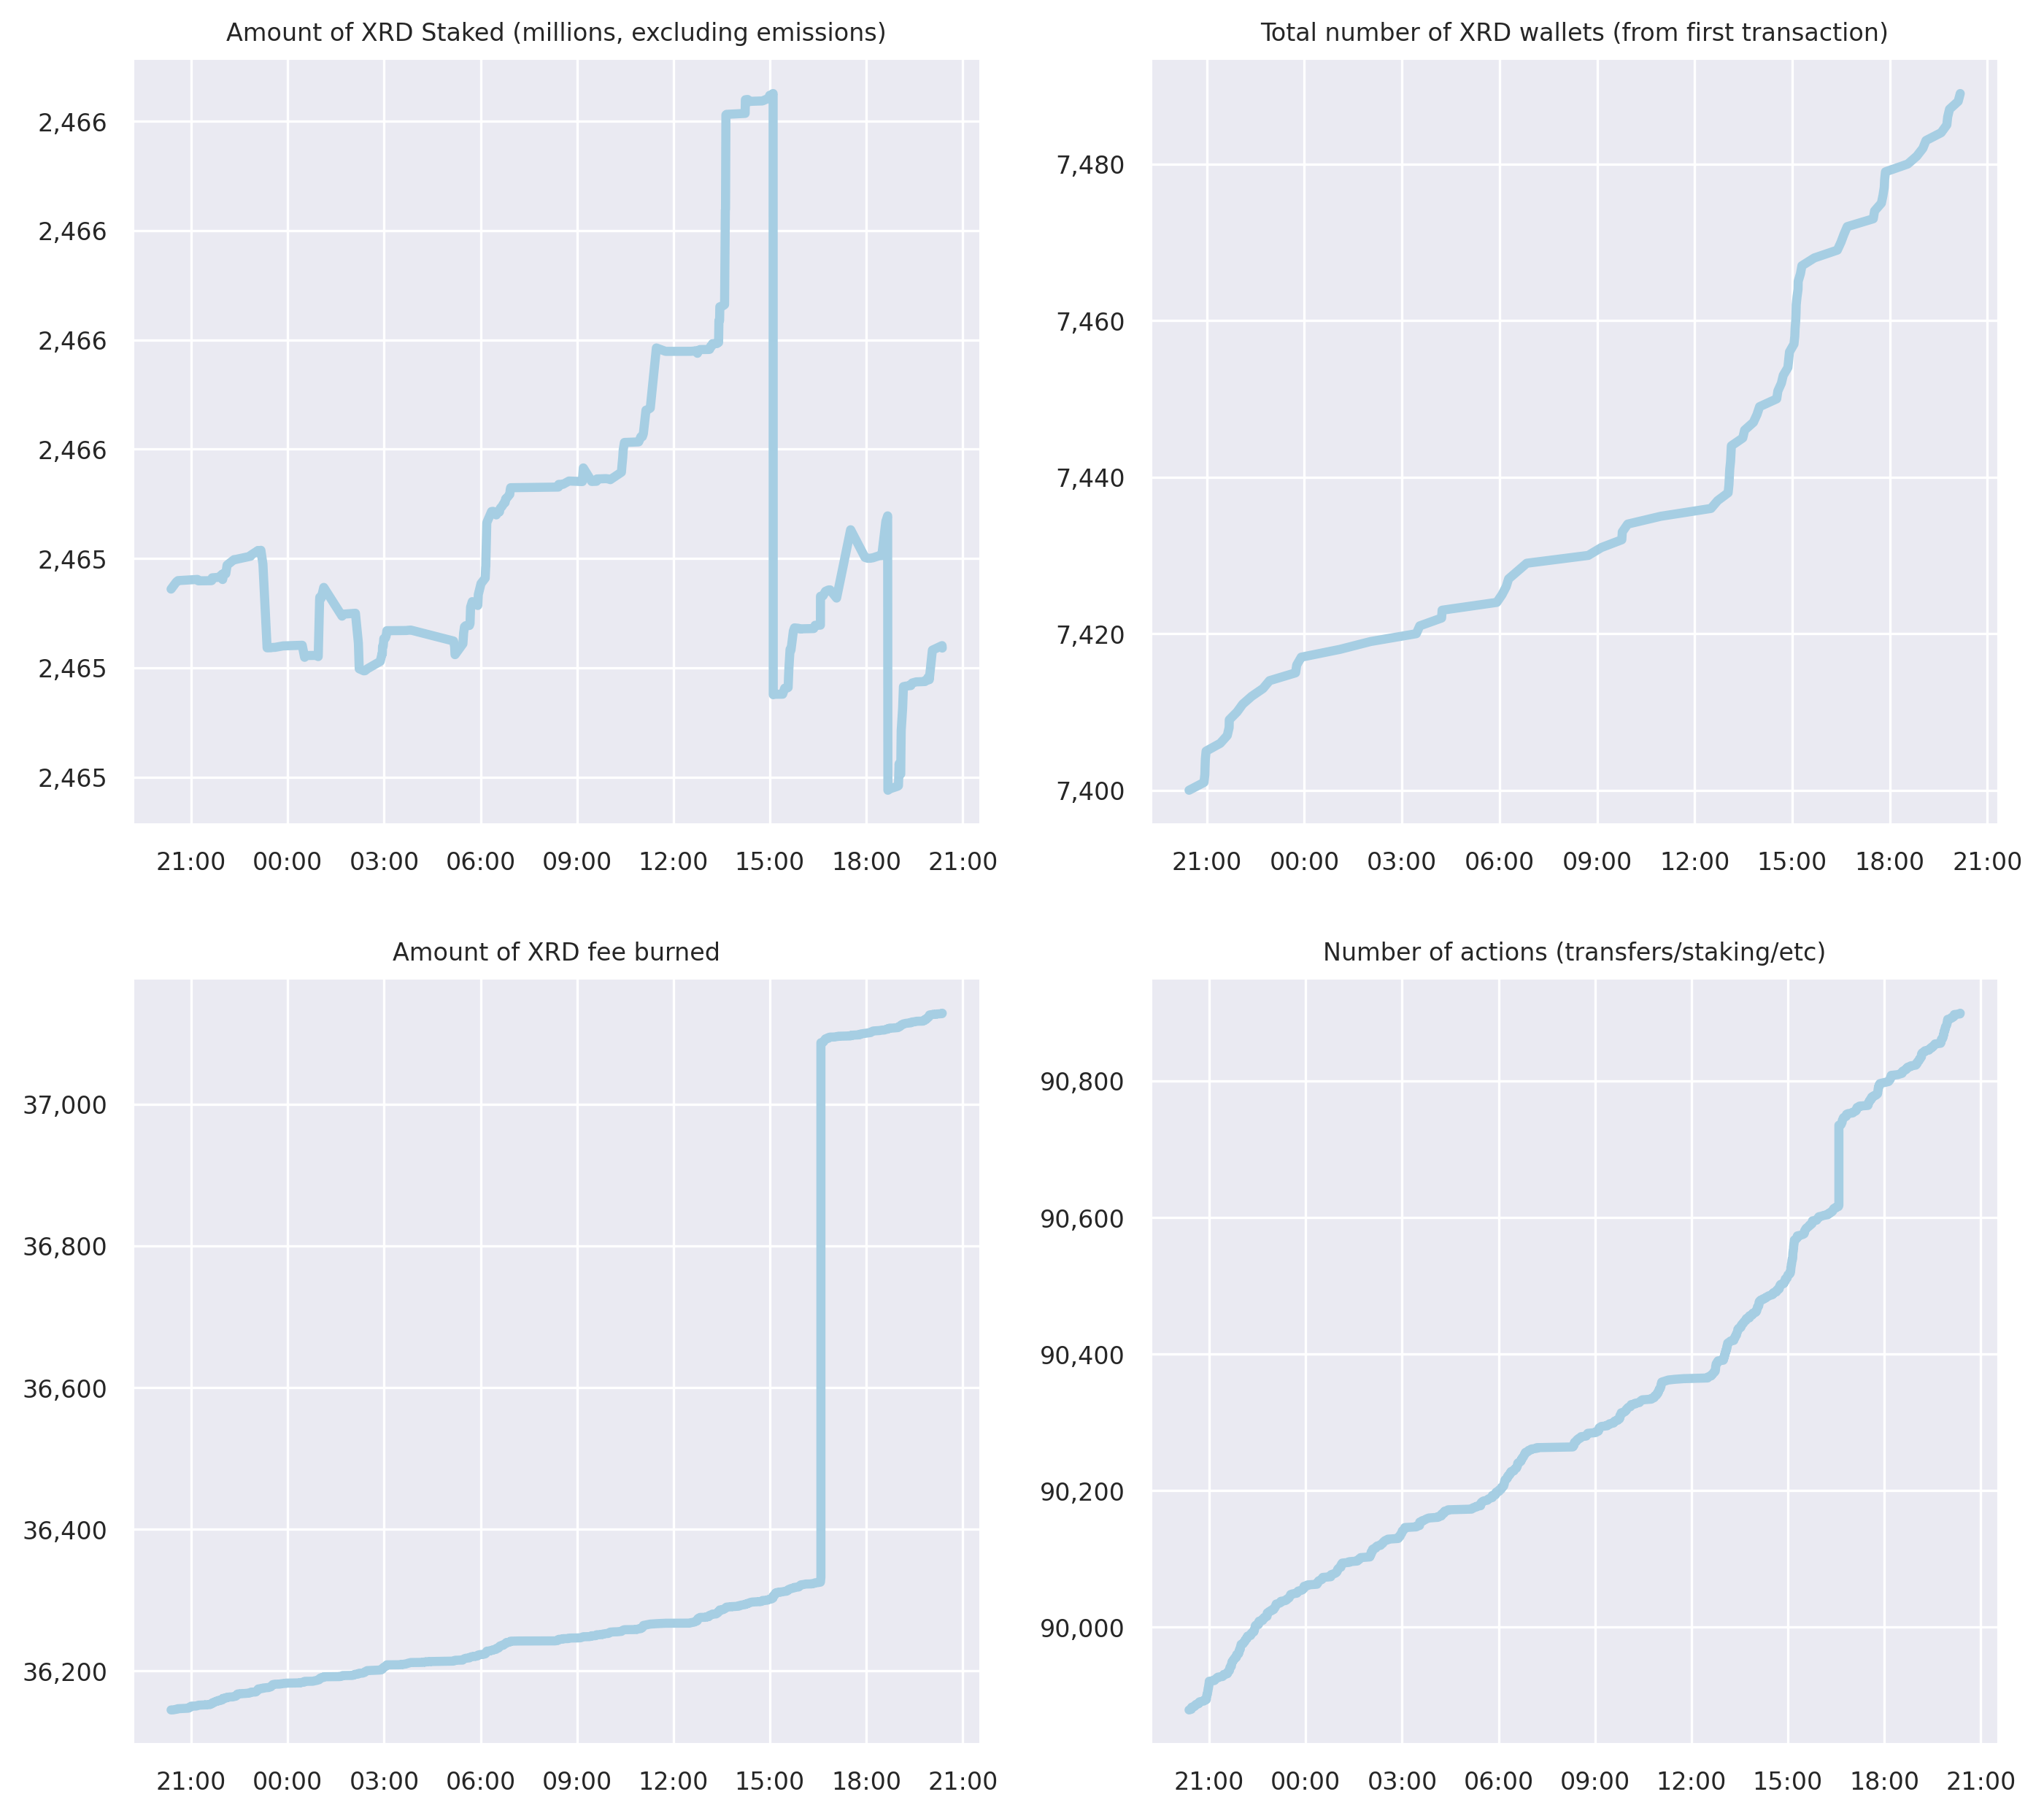 Amount of XRD Staked (millions, excluding emissions)
2,466
2,466
2,466
2,466
2,465
2,465
2,465
21:00 00:00 03:00 06:00 09:00 12:00 15:00 18:00 21:00
Total number of XRD wallets (from first transaction)
7,480
7,460
7,440
7,420
7,400
21:00 00:00 03:00 06:00 09:00 12:00 15:00 18:00 21:00
Amount of XRD fee burned
37,000
36,800
36,600
36,400
36,200
21:00 00:00 03:00 06:00 09:00 12:00 15:00 18:00 21:00
Number of actions (transfers/staking/etc)
90,800
90,600
90,400
90,200
90,000
21:00 00:00 03:00 06:00 09:00 12:00 15:00 18:00 21:00